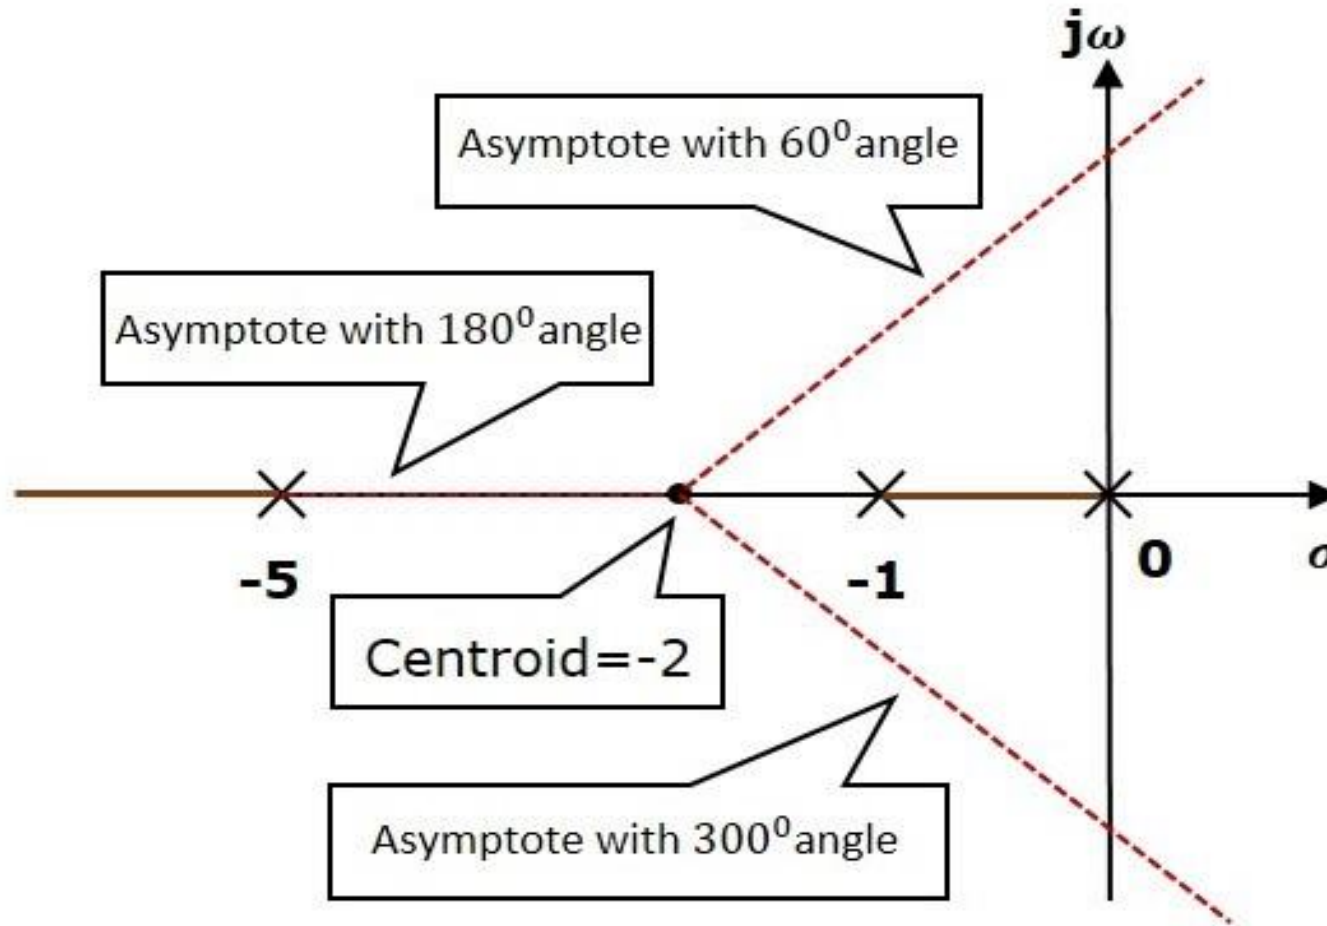 jω
Asymptote with 60⁰angle
Asymptote with 180⁰angle
-5
-1
0
σ
Centroid=-2
Asymptote with 300⁰angle